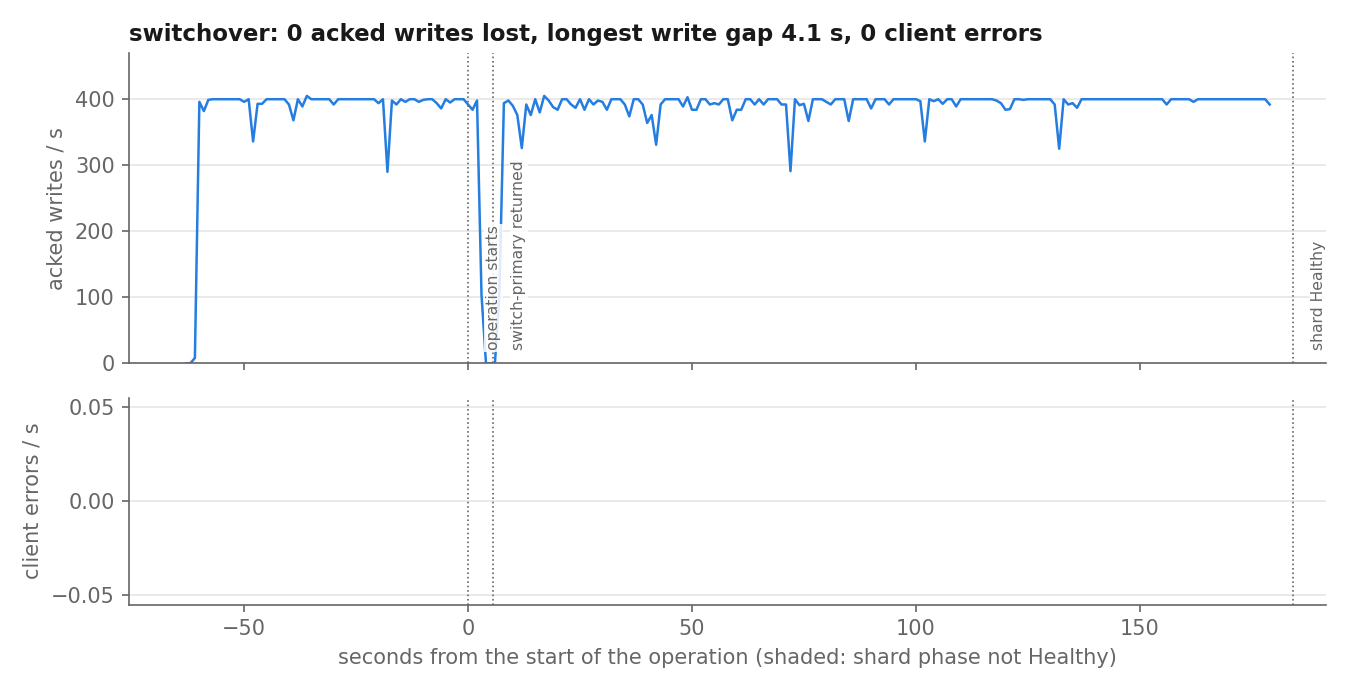 switchover: 0 acked writes lost, longest write gap 4.1 s, 0 client errors
acked writes / s
400
300
200
100
0
operation starts
switch-primary returned
shard Healthy
client errors / s
0.05
0.00
−0.05
−50
0
50
100
150
seconds from the start of the operation (shaded: shard phase not Healthy)